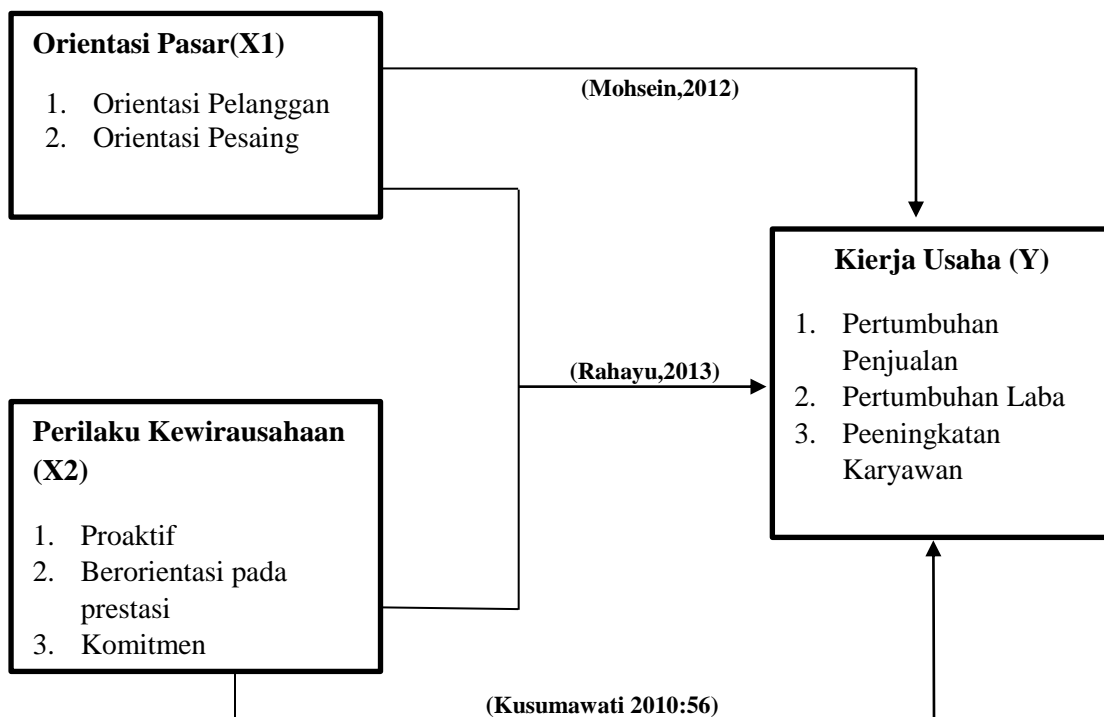 Orientasi Pasar(X1)
1. Orientasi Pelanggan
2. Orientasi Pesaing
(Mohsein,2012)
Kierja Usaha (Y)
1. Pertumbuhan
Penjualan
2. Pertumbuhan Laba
3. Peeningkatan
Karyawan
(Rahayu,2013)
Perilaku Kewirausahaan
(X2)
1. Proaktif
2. Berorientasi pada
prestasi
3. Komitmen
(Kusumawati 2010:56)